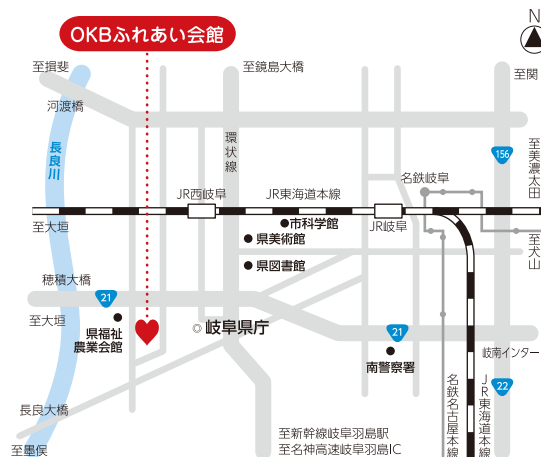 OKBふれあい会館
N
至揖斐
至鏡島大橋
至関
河渡橋
長良川
環状線
156
至美濃太田
名鉄岐阜
JR西岐阜
JR東海道本線
市科学館
JR岐阜
至大垣
県美術館
至犬山
県図書館
穂積大橋
21
至大垣
県福祉
農業会館
岐阜県庁
21
南警察署
岐南インター
22
名鉄名古屋本線
JR東海道本線
長良大橋
至墨俣
至新幹線岐阜羽島駅
至名神高速岐阜羽島IC